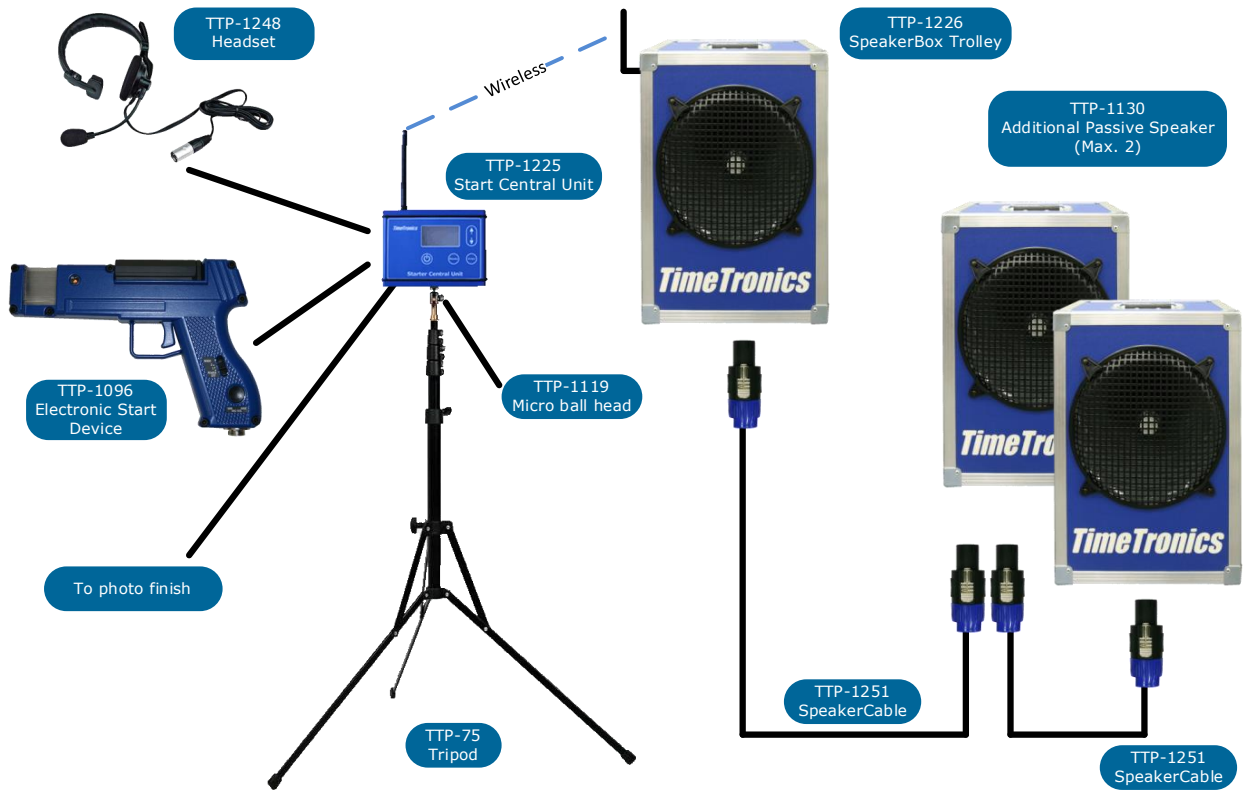 TTP-1248
Headset
TTP-1226
SpeakerBox Trolley
Wireless
TTP-1130
Additional Passive Speaker
(Max. 2)
TTP-1225
Start Central Unit
TimeTronics
Starter Central Unit
TimeTronics
TTP-1119
Micro ball head
TTP-1096
Electronic Start
Device
TimeTro
TimeTronics
To photo finish
TTP-1251
SpeakerCable
TTP-75
Tripod
TTP-1251
SpeakerCable